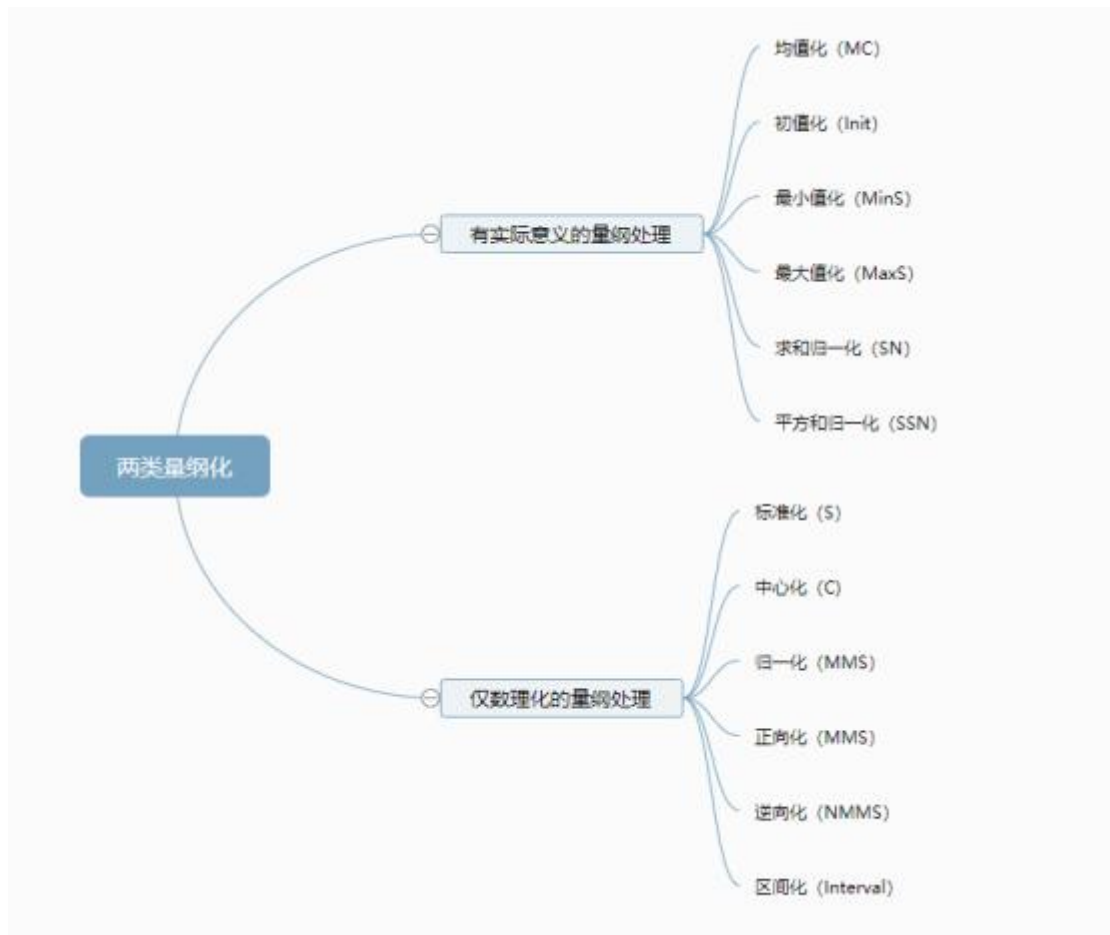 两类量纲化
有实际意义的量纲处理
均值化（MC）
初值化（Init）
最小值化（MinS）
最大值化（MaxS）
求和归一化（SN）
平方和归一化（SSN）
仅数理化的量纲处理
标准化（S）
中心化（C）
归一化（MMS）
正向化（MMS）
逆向化（NMMS）
区间化（Interval）